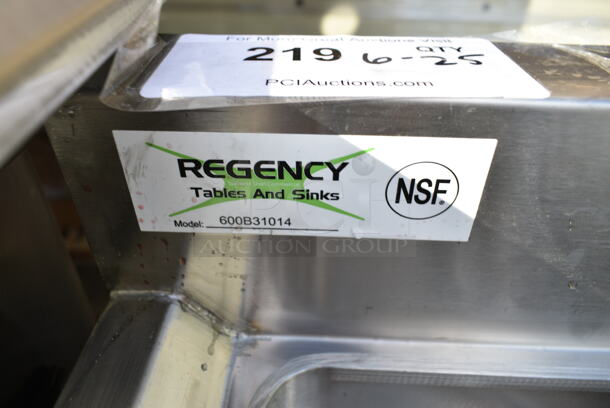 For More Great Auctions Visit
219 6-25 QTY
PCIAuctions.com
REGENCY
Tables And Sinks
NSF®
Model: 600B31014
AUCTION GROUP